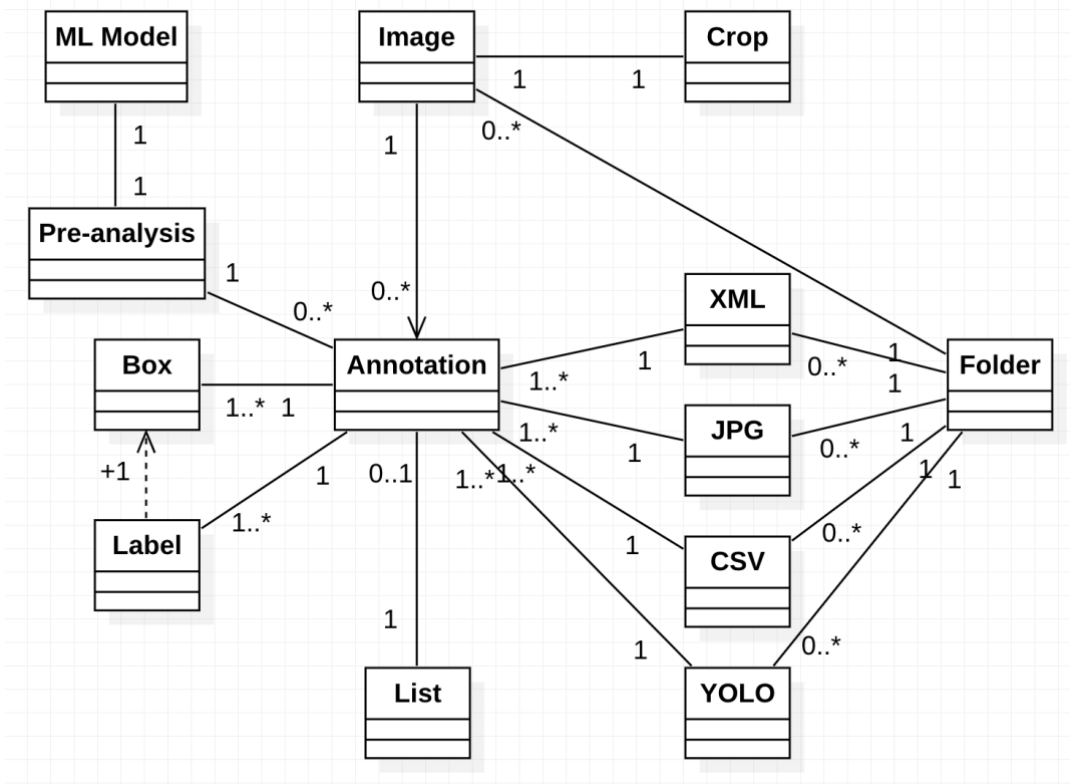 ML Model
Image
Crop
1
1
1
0..*
1
1
Pre-analysis
1
0..*
0..*
XML
Box
Annotation
Folder
1
1
0..*
1..*
1
1..* 1
JPG
1..*
1
0..*
1
+1
1
0..1
1..*
1..*
1
1
1..*
0..*
Label
1
CSV
1
1
0..*
List
YOLO